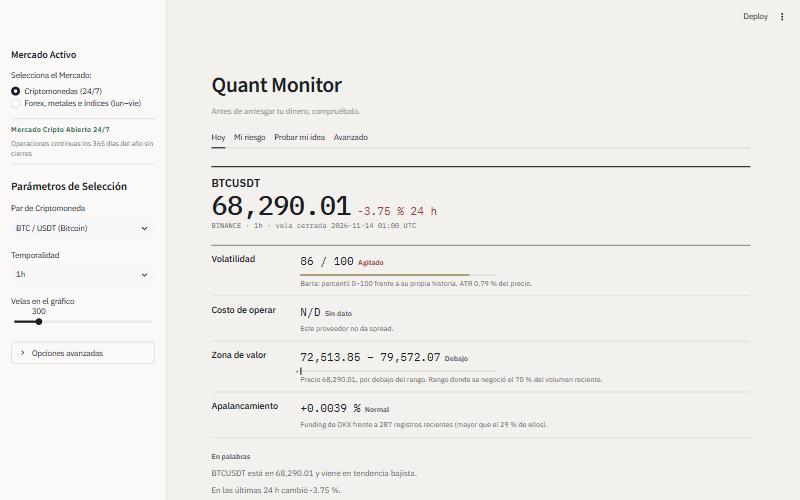 Deploy
Mercado Activo
Selecciona el Mercado:
Criptomonedas (24/7)
Forex, metales e índices (lun–vie)
Mercado Cripto Abierto 24/7
Operaciones continuas los 365 días del año sin
cierres
Parámetros de Selección
Par de Criptomoneda
BTC / USDT (Bitcoin)
Temporalidad
1h
Velas en el gráfico
300
Opciones avanzadas
Quant Monitor
Antes de arriesgar tu dinero, compruébalo.
Hoy Mi riesgo Probar mi idea Avanzado
BTCUSDT
68,290.01 -3.75 % 24 h
BINANCE · 1h · vela cerrada 2026-11-14 01:00 UTC
Volatilidad 86 / 100 Agitado
Barra: percentil 0–100 frente a su propia historia. ATR 0.79 % del precio.
Costo de operar N/D Sin dato
Este proveedor no da spread.
Zona de valor 72,513.85 – 79,572.07 Debajo
Precio 68,290.01, por debajo del rango. Rango donde se negoció el 70 % del volumen reciente.
Apalancamiento +0.0039 % Normal
Funding de OKX frente a 287 registros recientes (mayor que el 29 % de ellos).
En palabras
BTCUSDT está en 68,290.01 y viene en tendencia bajista.
En las últimas 24 h cambió -3.75 %.